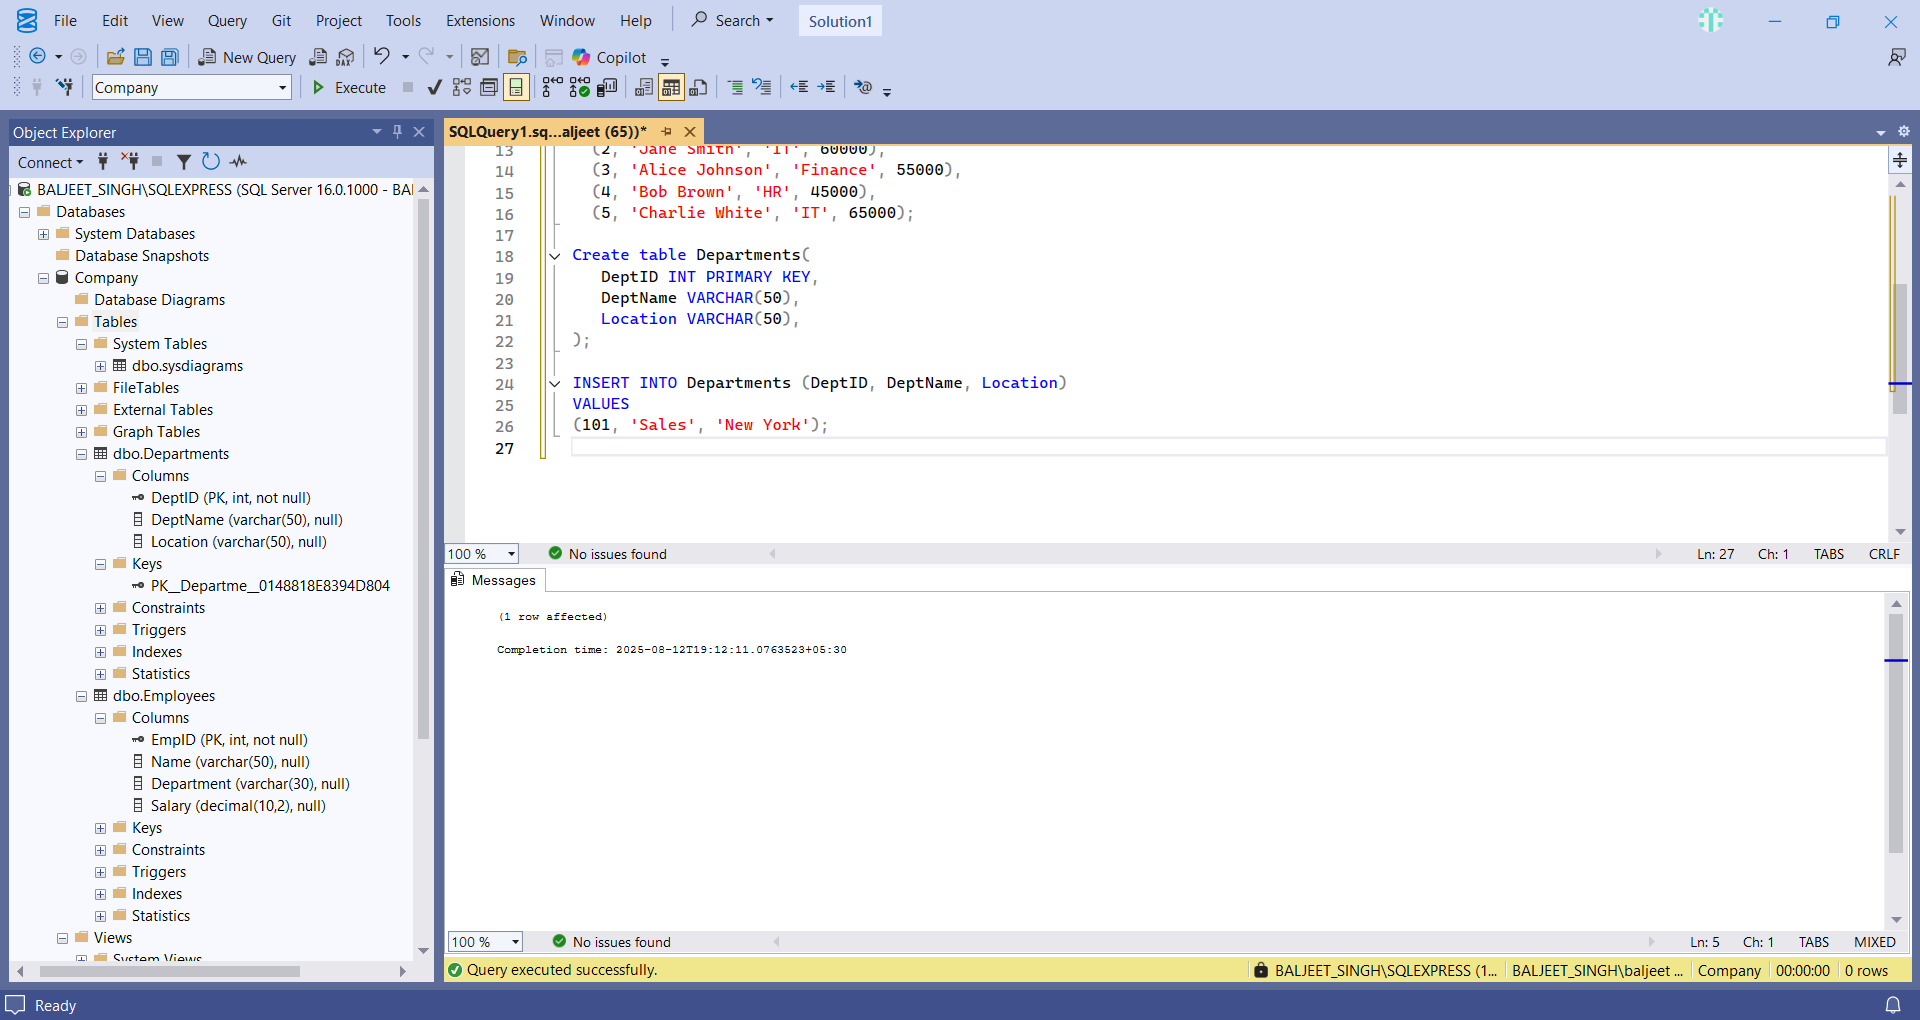 File Edit View Query Git Project Tools Extensions Window Help Search Solution1
New Query DAX Copilot
Company Execute
Object Explorer
Connect
BALJEET_SINGH\SQLEXPRESS (SQL Server 16.0.1000 - BAI
Databases
System Databases
Database Snapshots
Company
Database Diagrams
Tables
System Tables
dbo.sysdiagrams
FileTables
External Tables
Graph Tables
dbo.Departments
Columns
DeptID (PK, int, not null)
DeptName (varchar(50), null)
Location (varchar(50), null)
Keys
PK__Departme__0148818E8394D804
Constraints
Triggers
Indexes
Statistics
dbo.Employees
Columns
EmpID (PK, int, not null)
Name (varchar(50), null)
Department (varchar(30), null)
Salary (decimal(10,2), null)
Keys
Constraints
Triggers
Indexes
Statistics
Views
System Views
SQLQuery1.sq...aljeet (65))*
13 (2, 'Jane Smith', 'IT', 60000),
14 (3, 'Alice Johnson', 'Finance', 55000),
15 (4, 'Bob Brown', 'HR', 45000),
16 (5, 'Charlie White', 'IT', 65000);
17
18 Create table Departments(
19 DeptID INT PRIMARY KEY,
20 DeptName VARCHAR(50),
21 Location VARCHAR(50),
22 );
23
24 INSERT INTO Departments (DeptID, DeptName, Location)
25 VALUES
26 (101, 'Sales', 'New York');
27
100 % No issues found Ln: 27 Ch: 1 TABS CRLF
Messages
(1 row affected)
Completion time: 2025-08-12T19:12:11.0763523+05:30
100 % No issues found Ln: 5 Ch: 1 TABS MIXED
Query executed successfully. BALJEET_SINGH\SQLEXPRESS (1... BALJEET_SINGH\baljeet ... Company 00:00:00 0 rows
Ready